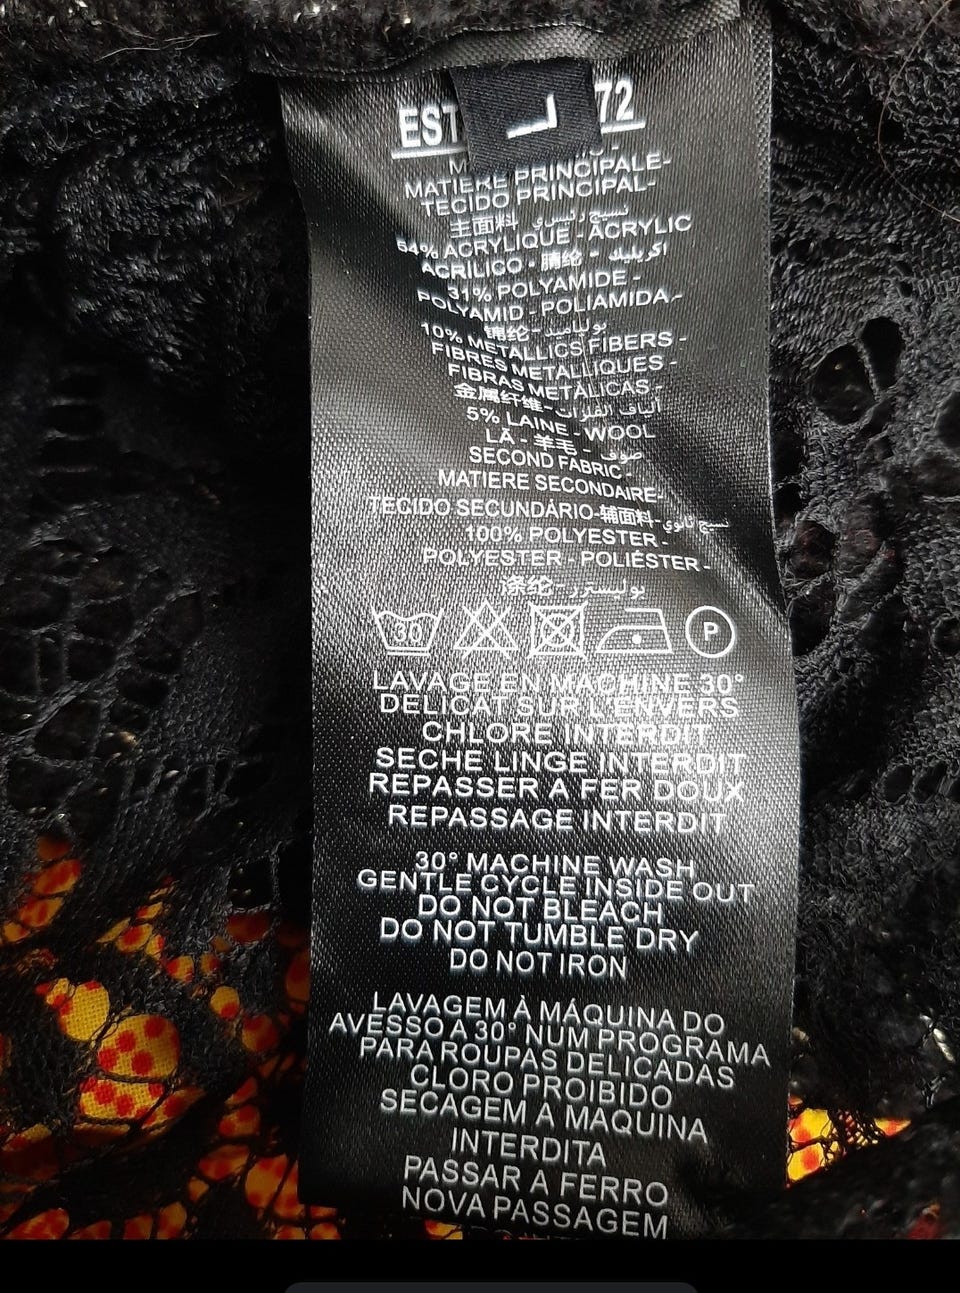 EST 72
L
MATIERE PRINCIPALE-
TECIDO PRINCIPAL-
主面料 نسيج رئيسي
64% ACRYLIQUE - ACRYLIC
ACRILICO - 腈纶 - اكريليك
31% POLYAMIDE -
POLYAMID - POLIAMIDA -
锦纶 - بولياميد
10% METALLICS FIBERS -
FIBRES METALLIQUES -
FIBRAS METÁLICAS -
金属纤维 - ألياف الفلزات
5% LAINE - WOOL
LÃ - 羊毛 - صوف
SECOND FABRIC -
MATIERE SECONDAIRE-
TECIDO SECUNDÁRIO-辅面料-نسيج ثانوي
100% POLYESTER -
POLYESTER - POLIÉSTER -
涤纶 - بوليستر
30 P
LAVAGE EN MACHINE 30°
DELICAT SUR L'ENVERS
CHLORE INTERDIT
SECHE LINGE INTERDIT
REPASSER A FER DOUX
REPASSAGE INTERDIT
30° MACHINE WASH
GENTLE CYCLE INSIDE OUT
DO NOT BLEACH
DO NOT TUMBLE DRY
DO NOT IRON
LAVAGEM À MÁQUINA DO
AVESSO A 30° NUM PROGRAMA
PARA ROUPAS DELICADAS
CLORO PROIBIDO
SECAGEM A MAQUINA
INTERDITA
PASSAR A FERRO
NOVA PASSAGEM